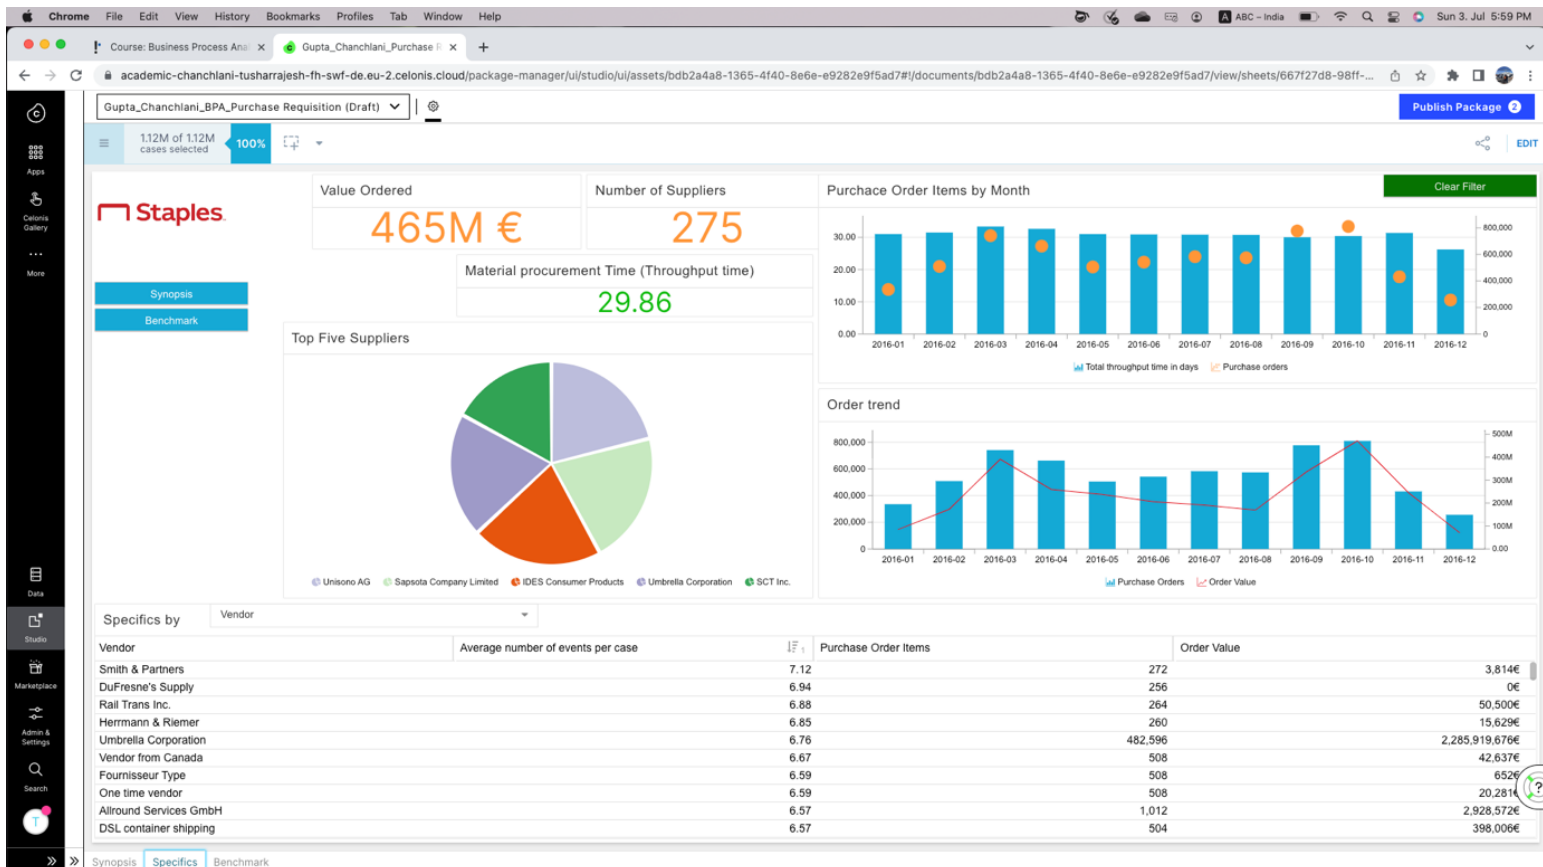 Chrome File Edit View History Bookmarks Profiles Tab Window Help
A ABC – India
Sun 3. Jul 5:59 PM
Course: Business Process Ana
Gupta_Chanchlani_Purchase R
academic-chanchlani-tusharrajesh-fh-swf-de.eu-2.celonis.cloud/package-manager/ui/studio/ui/assets/bdb2a4a8-1365-4f40-8e6e-e9282e9f5ad7#!/documents/bdb2a4a8-1365-4f40-8e6e-e9282e9f5ad7/view/sheets/667f27d8-98ff-...
Gupta_Chanchlani_BPA_Purchase Requisition (Draft)
Publish Package 2
1.12M of 1.12M
cases selected
100%
EDIT
Apps
Celonis
Gallery
More
Data
Studio
Marketplace
Admin &
Settings
Search
T
Staples.
Synopsis
Benchmark
Value Ordered
465M €
Number of Suppliers
275
Material procurement Time (Throughput time)
29.86
Top Five Suppliers
Unisono AG Sapsota Company Limited IDES Consumer Products Umbrella Corporation SCT Inc.
Purchace Order Items by Month
Clear Filter
30.00
20.00
10.00
0.00
800,000
600,000
400,000
200,000
0
2016-01 2016-02 2016-03 2016-04 2016-05 2016-06 2016-07 2016-08 2016-09 2016-10 2016-11 2016-12
Total throughput time in days Purchase orders
Order trend
800,000
600,000
400,000
200,000
0
500M
400M
300M
200M
100M
0.00
2016-01 2016-02 2016-03 2016-04 2016-05 2016-06 2016-07 2016-08 2016-09 2016-10 2016-11 2016-12
Purchase Orders Order Value
Specifics by Vendor
Vendor Average number of events per case 1 Purchase Order Items Order Value
Smith & Partners 7.12 272 3,814€
DuFresne's Supply 6.94 256 0€
Rail Trans Inc. 6.88 264 50,500€
Herrmann & Riemer 6.85 260 15,629€
Umbrella Corporation 6.76 482,596 2,285,919,676€
Vendor from Canada 6.67 508 42,637€
Fournisseur Type 6.59 508 652€
One time vendor 6.59 508 20,281€
Allround Services GmbH 6.57 1,012 2,928,572€
DSL container shipping 6.57 504 398,006€
?
Synopsis Specifics Benchmark